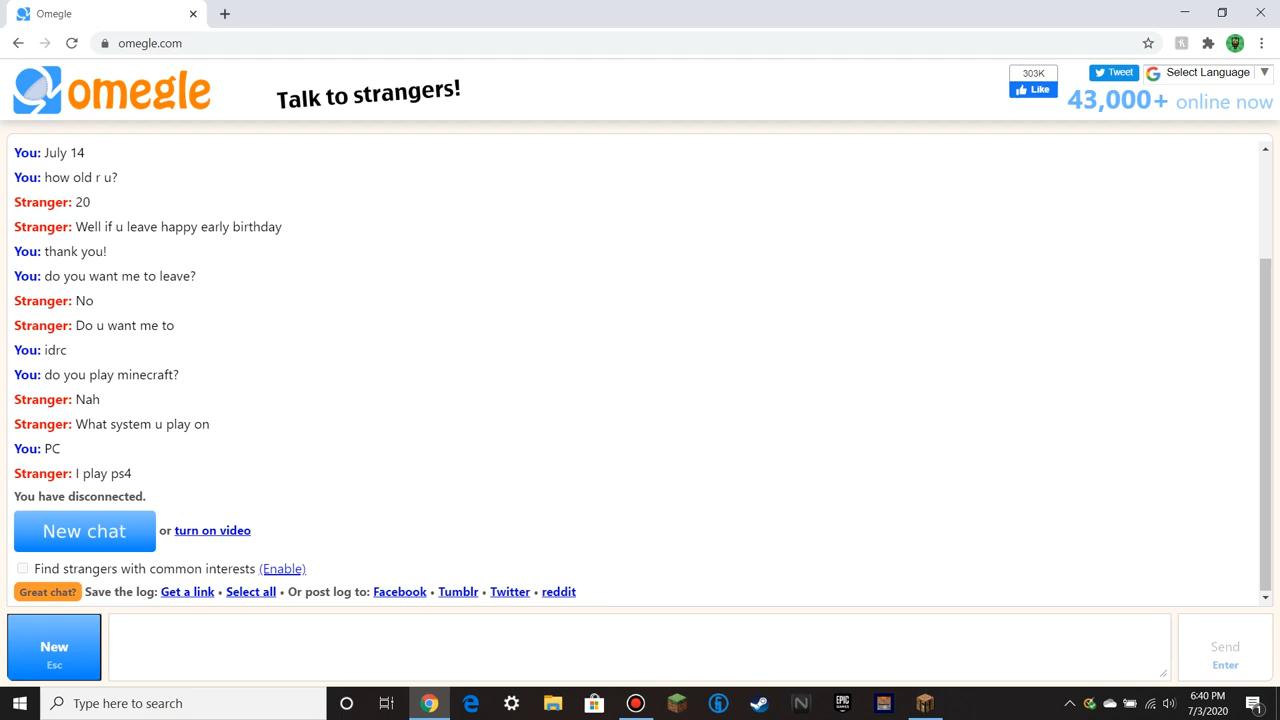 Omegle
omegle.com
omegle
Talk to strangers!
303K
Like
Tweet
Select Language
43,000+ online now
You: July 14
You: how old r u?
Stranger: 20
Stranger: Well if u leave happy early birthday
You: thank you!
You: do you want me to leave?
Stranger: No
Stranger: Do u want me to
You: idrc
You: do you play minecraft?
Stranger: Nah
Stranger: What system u play on
You: PC
Stranger: I play ps4
You have disconnected.
New chat or turn on video
Find strangers with common interests (Enable)
Great chat? Save the log: Get a link • Select all • Or post log to: Facebook • Tumblr • Twitter • reddit
New
Esc
Send
Enter
Type here to search
EPIC GAMES
6:40 PM
7/3/2020
1